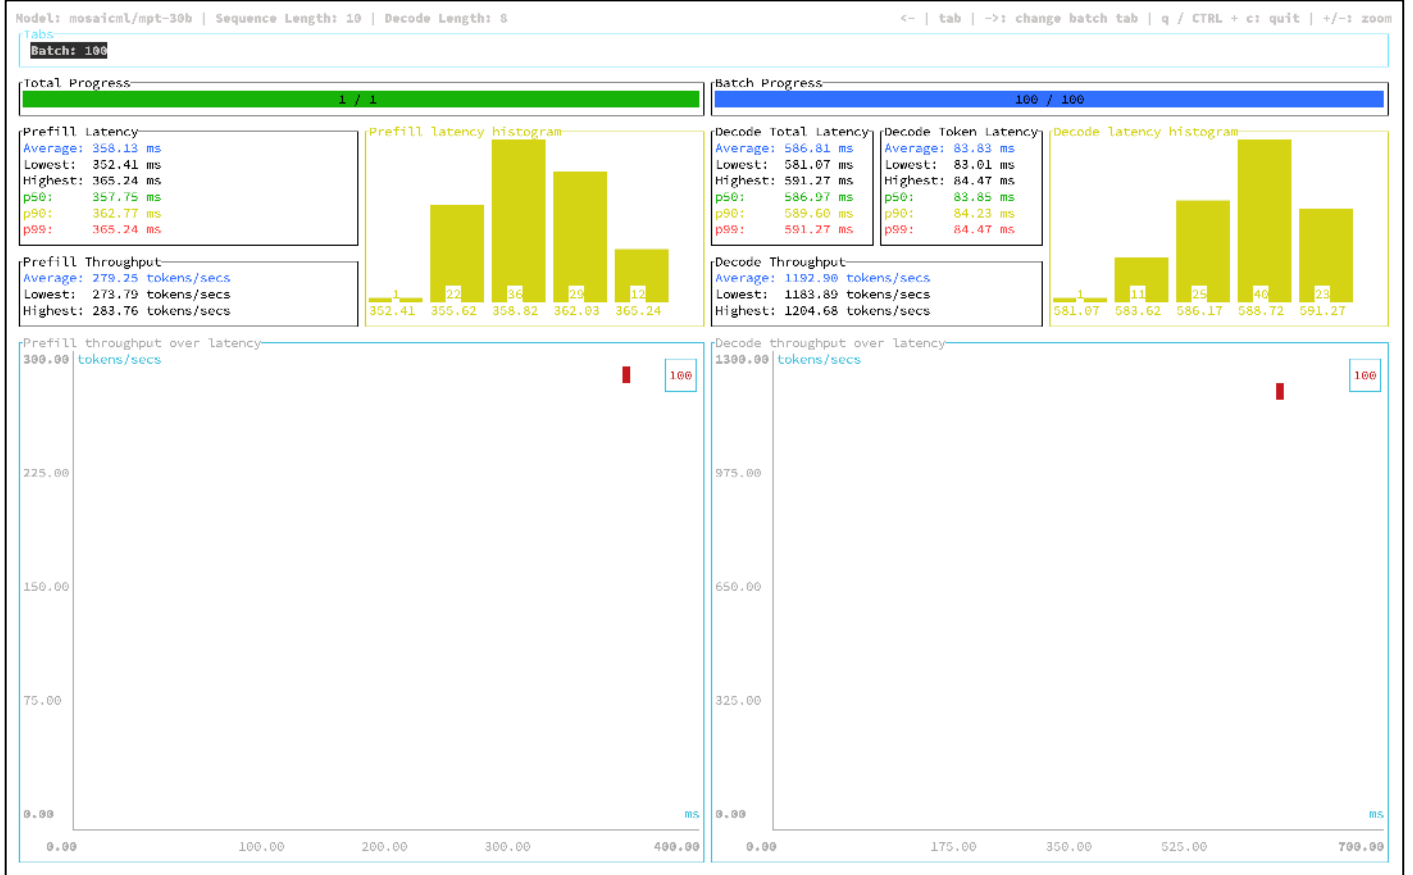 Model: mosaicml/mpt-30b | Sequence Length: 10 | Decode Length: 8
<- | tab | ->: change batch tab | q / CTRL + c: quit | +/-: zoom
Tabs
Batch: 100
Total Progress
1 / 1
Batch Progress
100 / 100
Prefill Latency
Average: 358.13 ms
Lowest: 352.41 ms
Highest: 365.24 ms
p50: 357.75 ms
p90: 362.77 ms
p99: 365.24 ms
Prefill Throughput
Average: 279.25 tokens/secs
Lowest: 273.79 tokens/secs
Highest: 283.76 tokens/secs
Prefill latency histogram
1 22 36 29 12
352.41 355.62 358.82 362.03 365.24
Decode Total Latency
Average: 586.81 ms
Lowest: 581.07 ms
Highest: 591.27 ms
p50: 586.97 ms
p90: 589.60 ms
p99: 591.27 ms
Decode Token Latency
Average: 83.83 ms
Lowest: 83.01 ms
Highest: 84.47 ms
p50: 83.85 ms
p90: 84.23 ms
p99: 84.47 ms
Decode Throughput
Average: 1192.90 tokens/secs
Lowest: 1183.89 tokens/secs
Highest: 1204.68 tokens/secs
Decode latency histogram
1 11 25 40 23
581.07 583.62 586.17 588.72 591.27
Prefill throughput over latency
300.00 tokens/secs
100
225.00
150.00
75.00
0.00 ms
0.00 100.00 200.00 300.00 400.00
Decode throughput over latency
1300.00 tokens/secs
100
975.00
650.00
325.00
0.00 ms
0.00 175.00 350.00 525.00 700.00